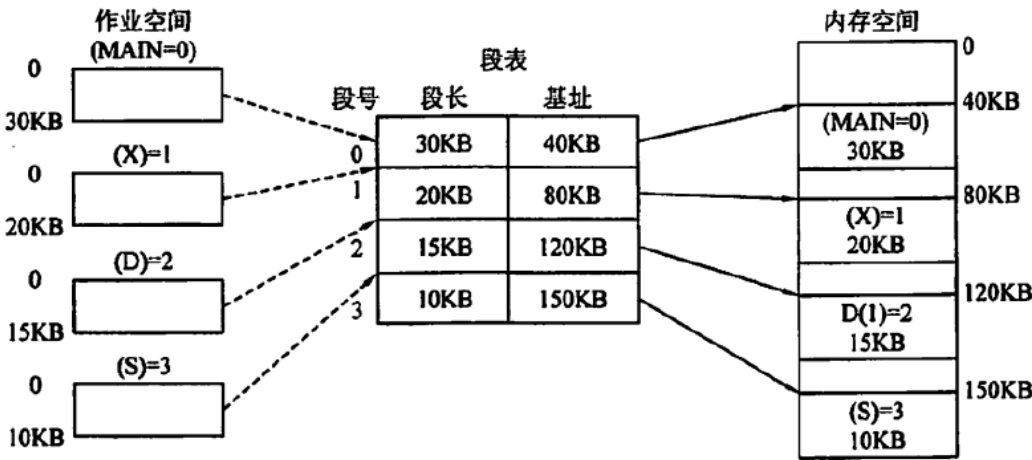 作业空间
(MAIN=0)
0
30KB
(X)=1
0
20KB
(D)=2
0
15KB
(S)=3
0
10KB
段表
段号 段长 基址
0 30KB 40KB
1 20KB 80KB
2 15KB 120KB
3 10KB 150KB
内存空间
0
40KB
(MAIN=0)
30KB
80KB
(X)=1
20KB
120KB
D(1)=2
15KB
150KB
(S)=3
10KB